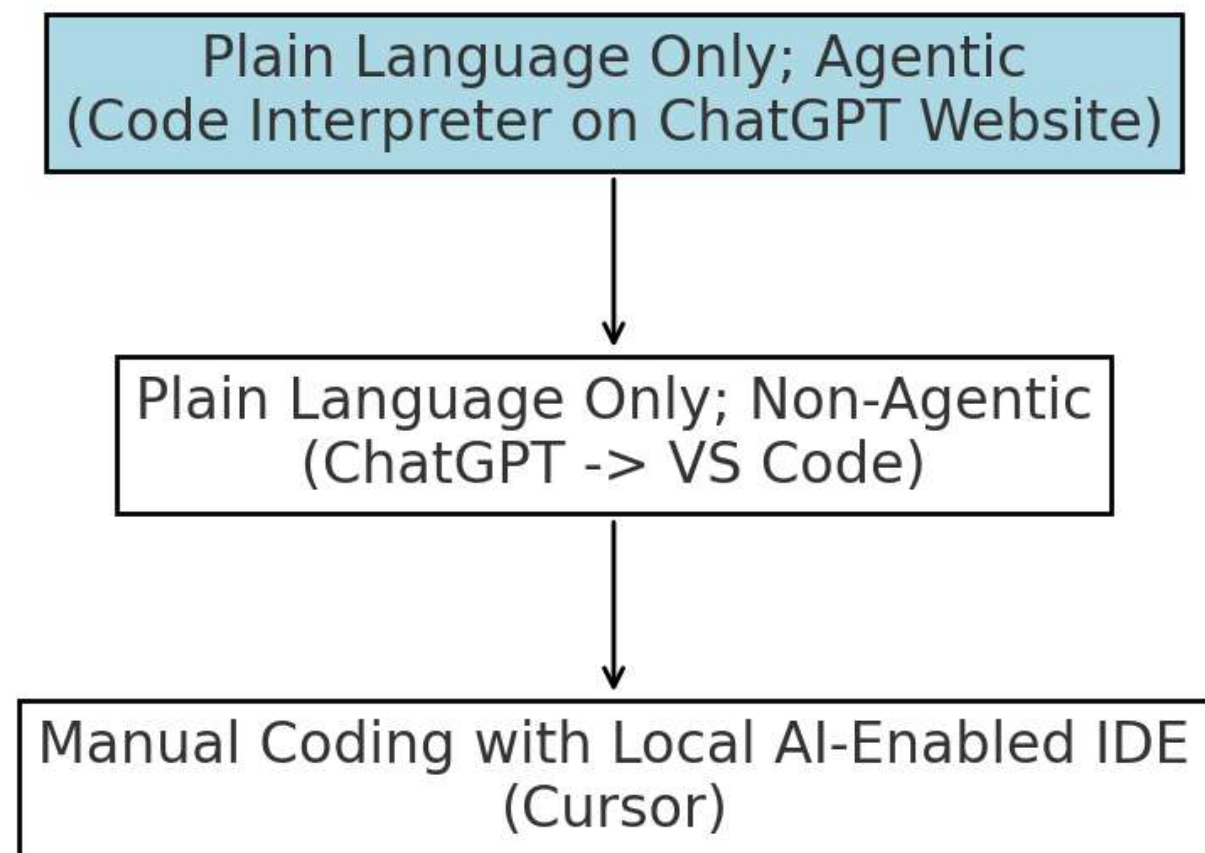 Plain Language Only; Agentic
(Code Interpreter on ChatGPT Website)
Plain Language Only; Non-Agentic
(ChatGPT -> VS Code)
Manual Coding with Local AI-Enabled IDE
(Cursor)